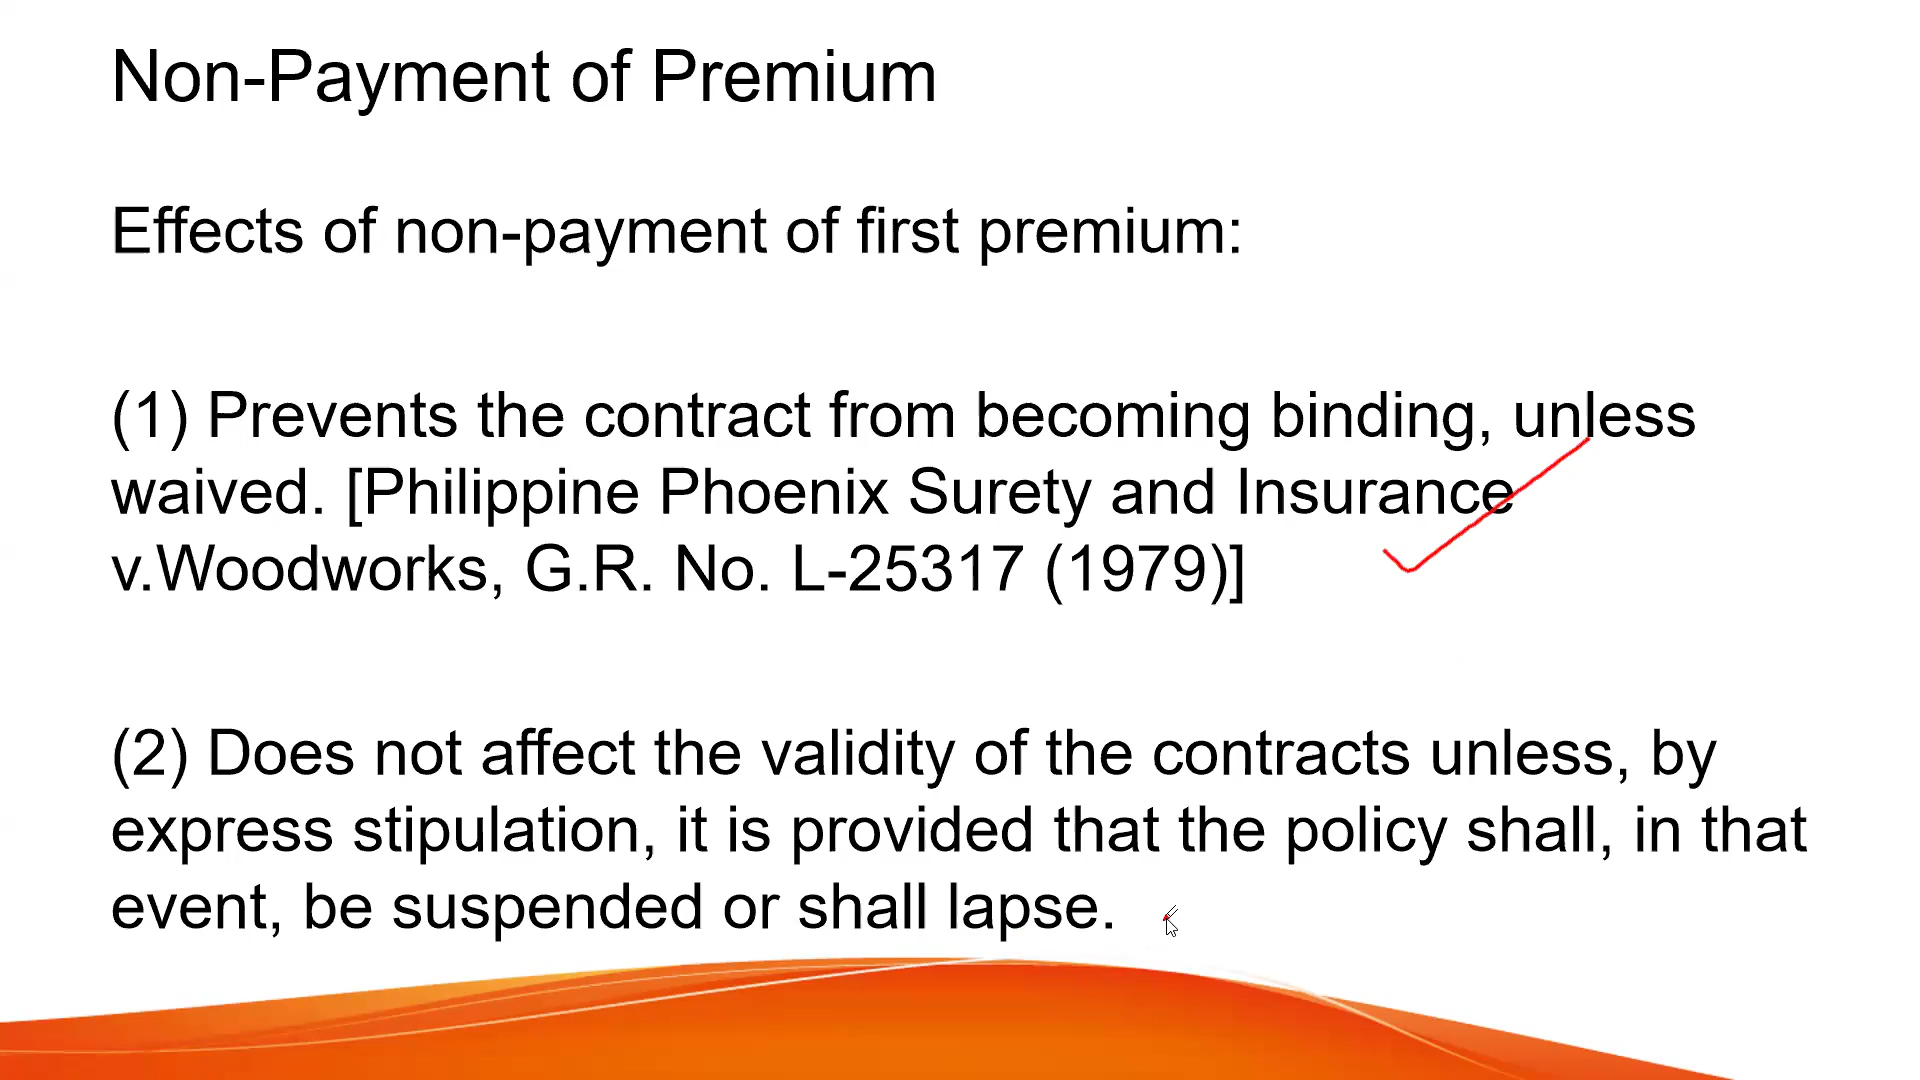 Non-Payment of Premium
Effects of non-payment of first premium:
(1) Prevents the contract from becoming binding, unless
waived. [Philippine Phoenix Surety and Insurance
v.Woodworks, G.R. No. L-25317 (1979)]
(2) Does not affect the validity of the contracts unless, by
express stipulation, it is provided that the policy shall, in that
event, be suspended or shall lapse.